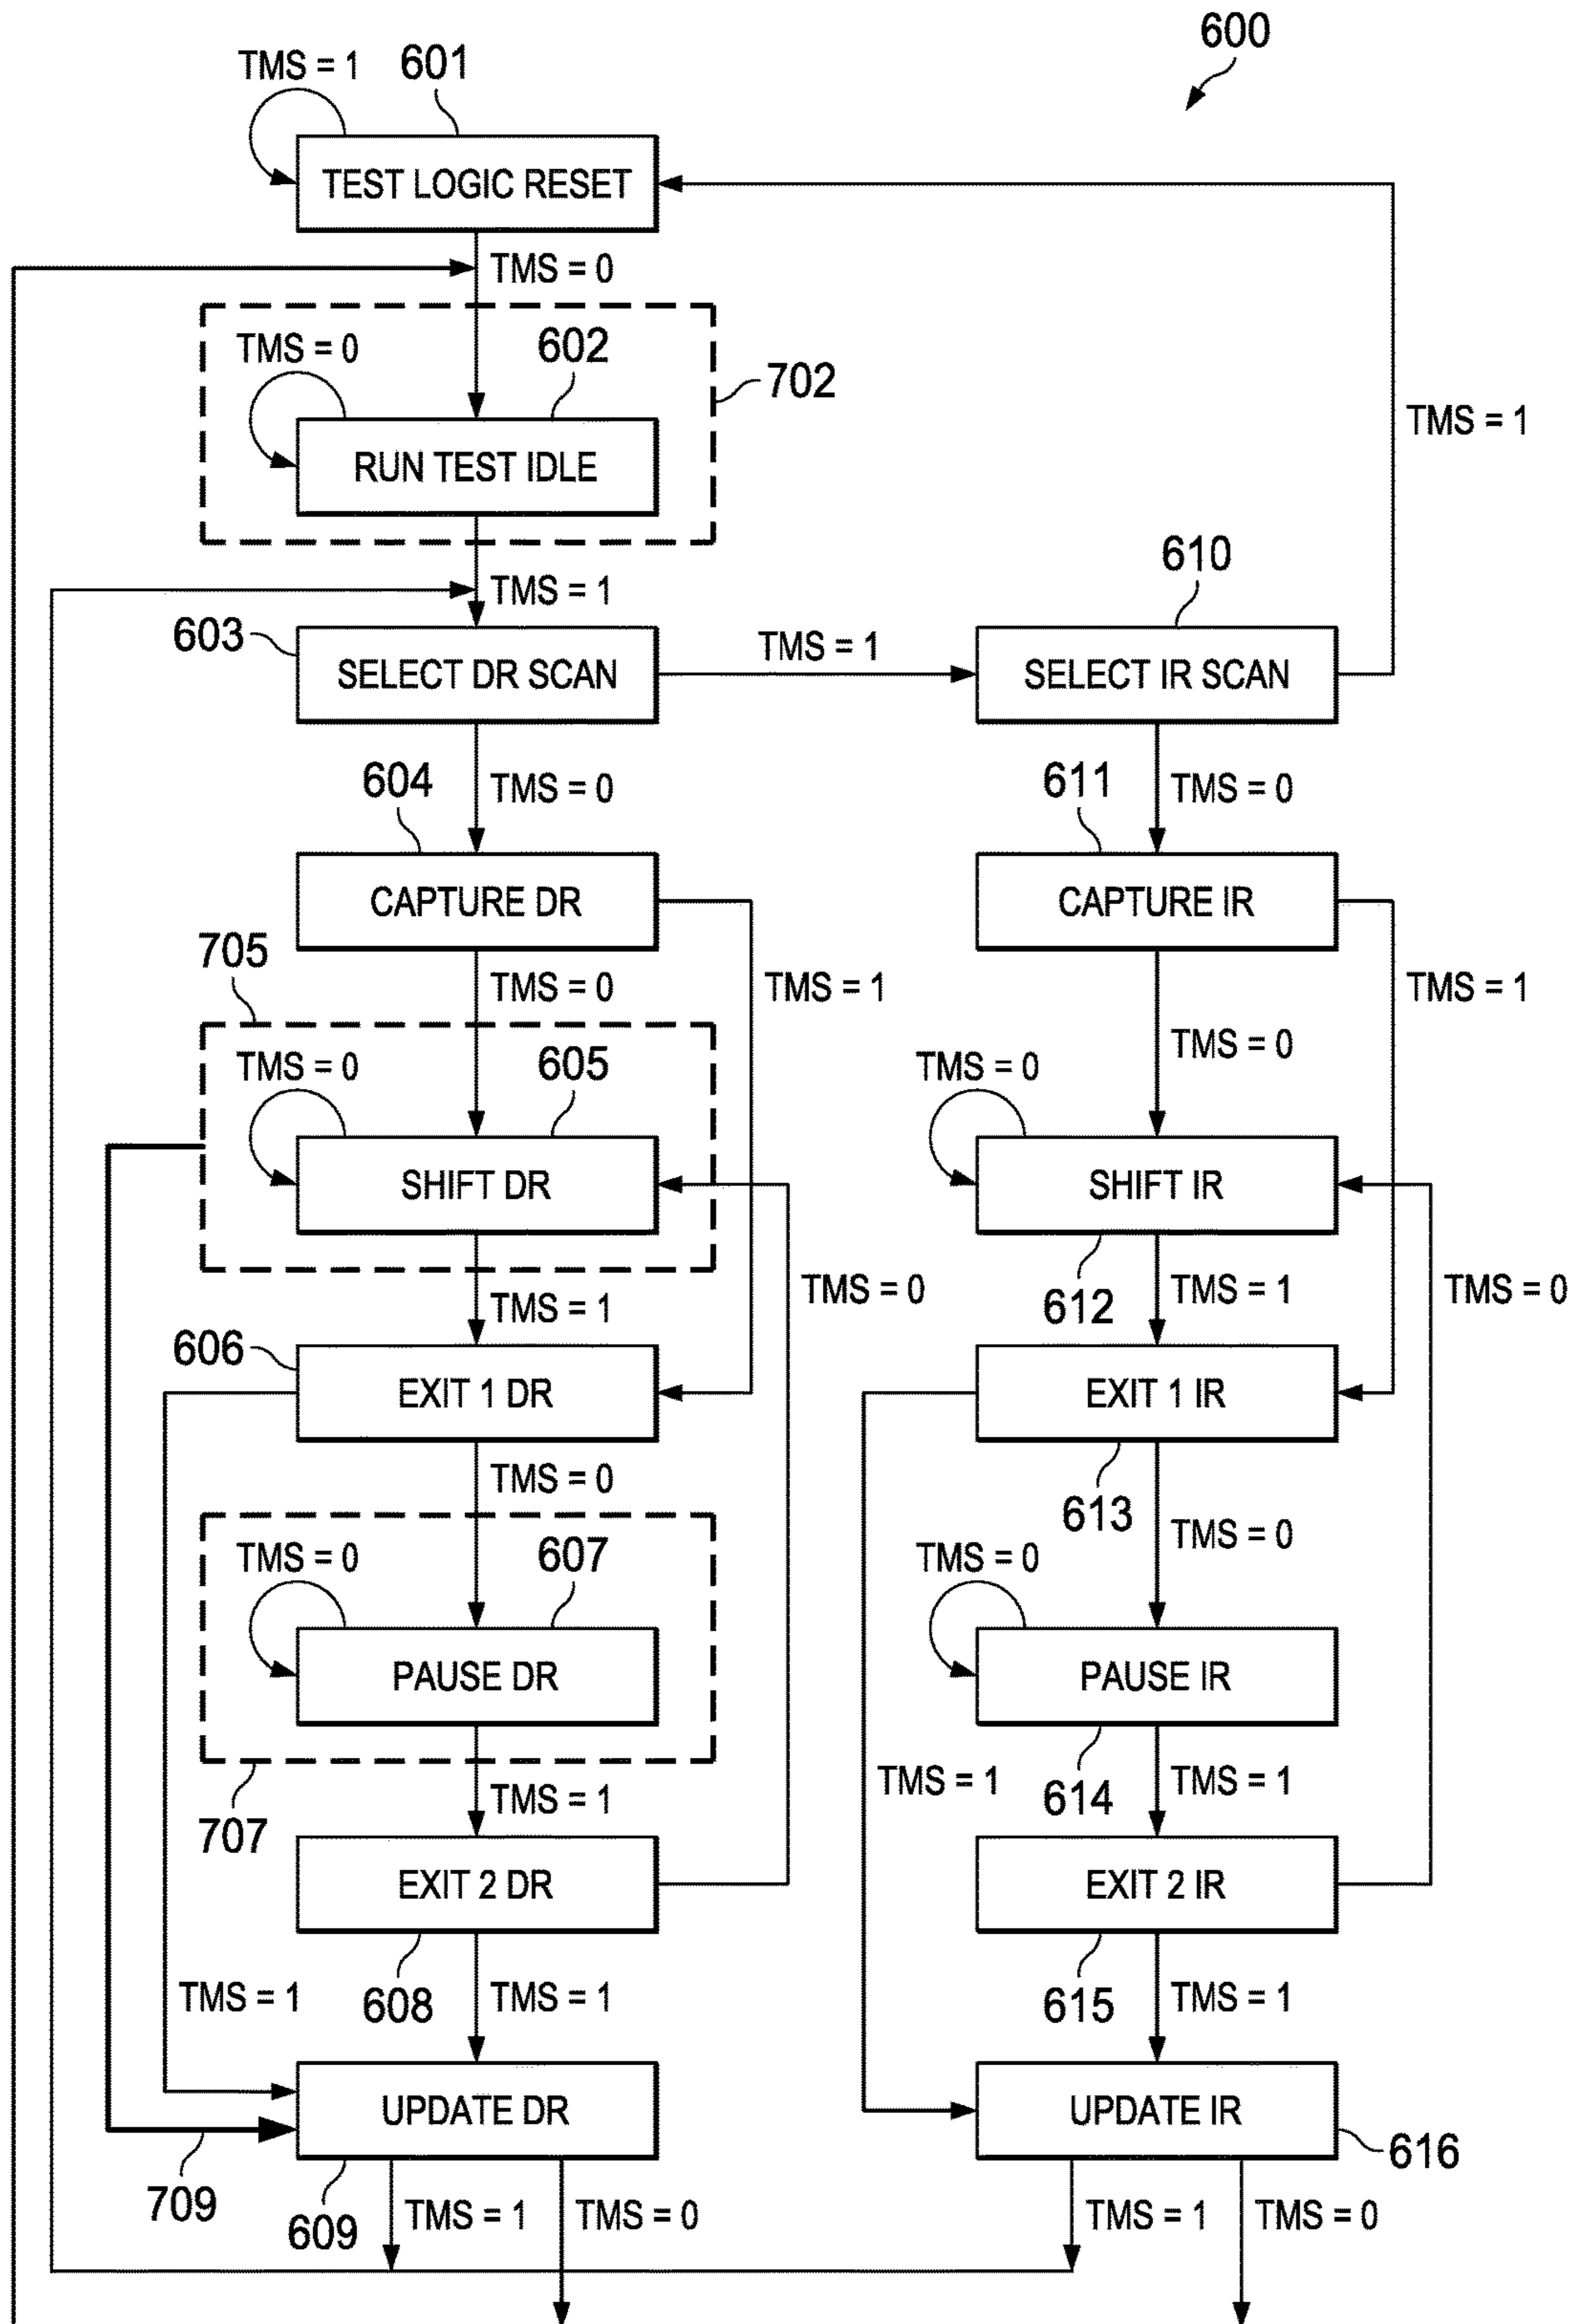 600
TMS = 1
601
TEST LOGIC RESET
TMS = 0
TMS = 0
602
702
TMS = 1
RUN TEST IDLE
610
TMS = 1
603
TMS = 1
SELECT DR SCAN
SELECT IR SCAN
604
TMS = 0
611
TMS = 0
CAPTURE DR
CAPTURE IR
705
TMS = 0
TMS = 1
TMS = 1
TMS = 0
TMS = 0
605
TMS = 0
SHIFT DR
SHIFT IR
TMS = 1
TMS = 0
612
TMS = 1
TMS = 0
606
EXIT 1 DR
EXIT 1 IR
TMS = 0
613
TMS = 0
TMS = 0
607
TMS = 0
PAUSE DR
PAUSE IR
707
TMS = 1
TMS = 1
614
TMS = 1
EXIT 2 DR
EXIT 2 IR
TMS = 1
608
TMS = 1
615
TMS = 1
UPDATE DR
UPDATE IR
616
709
609
TMS = 1
TMS = 0
TMS = 1
TMS = 0